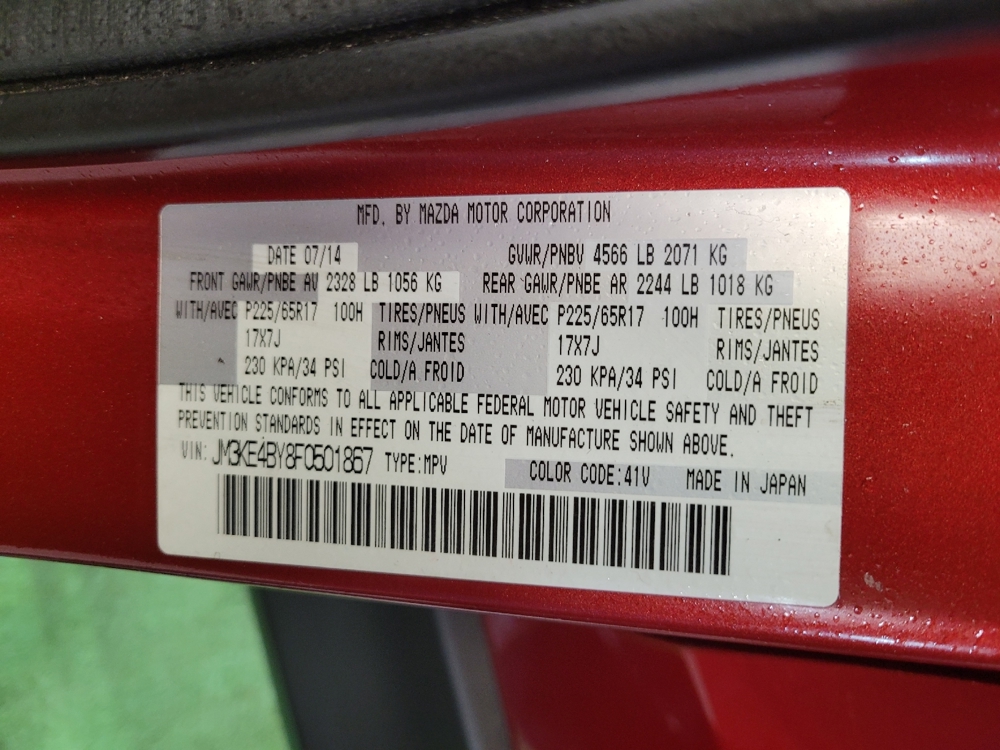 MFD. BY MAZDA MOTOR CORPORATION
DATE 07/14 GVWR/PNBV 4566 LB 2071 KG
FRONT GAWR/PNBE AV 2328 LB 1056 KG REAR GAWR/PNBE AR 2244 LB 1018 KG
WITH/AVEC P225/65R17 100H TIRES/PNEUS WITH/AVEC P225/65R17 100H TIRES/PNEUS
17X7J RIMS/JANTES 17X7J RIMS/JANTES
230 KPA/34 PSI COLD/A FROID 230 KPA/34 PSI COLD/A FROID
THIS VEHICLE CONFORMS TO ALL APPLICABLE FEDERAL MOTOR VEHICLE SAFETY AND THEFT
PREVENTION STANDARDS IN EFFECT ON THE DATE OF MANUFACTURE SHOWN ABOVE.
VIN: JM3KE4BY8F0501867 TYPE:MPV COLOR CODE:41V MADE IN JAPAN